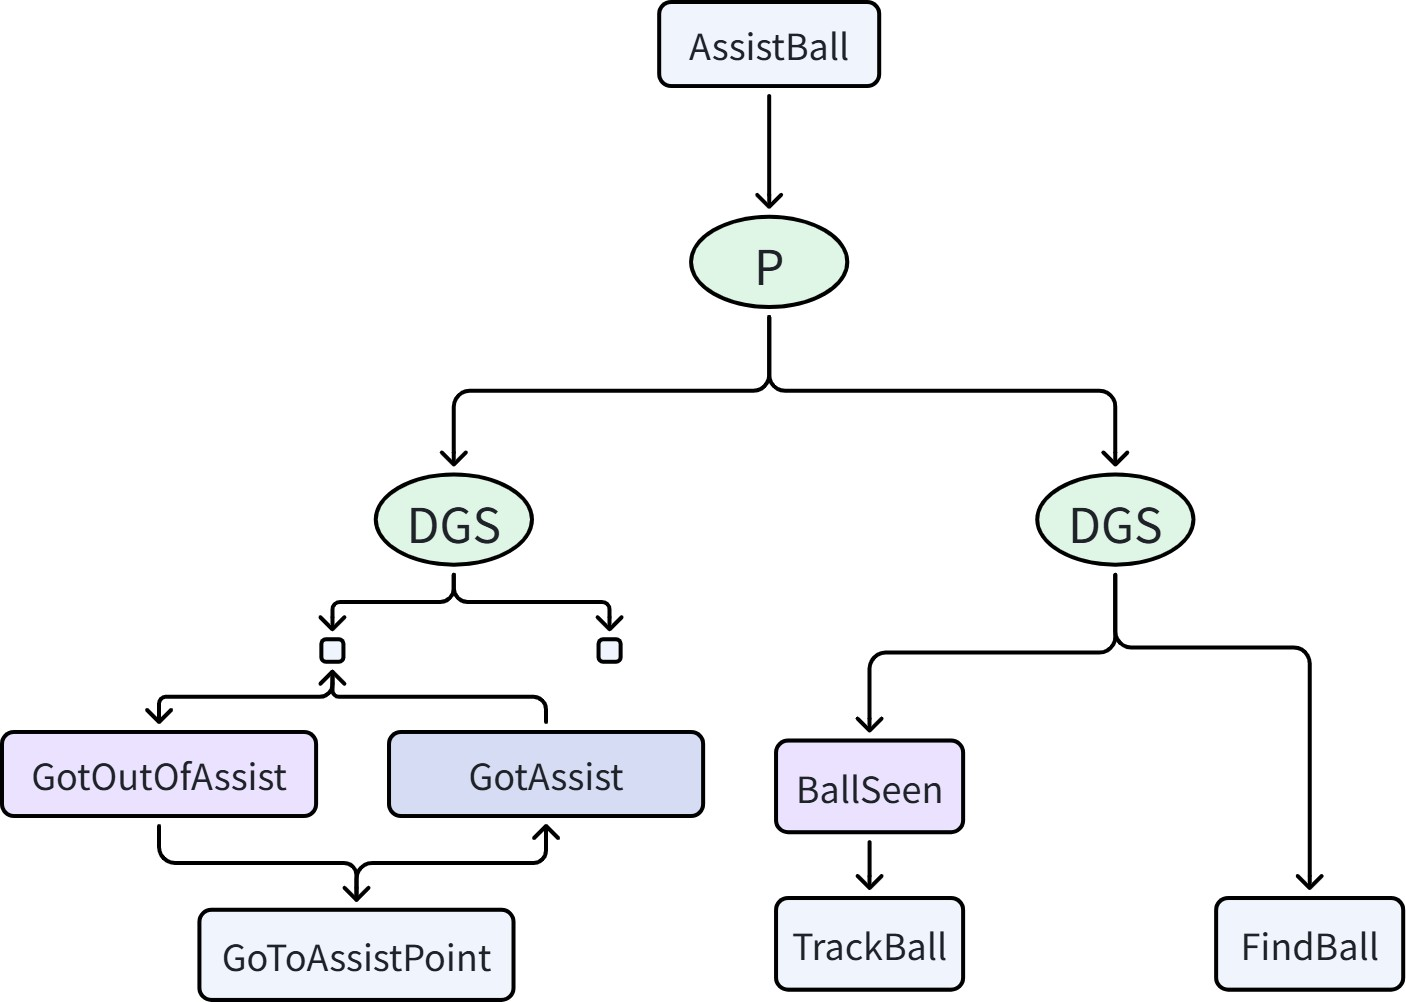 AssistBall
P
DGS
DGS
GotOutOfAssist
GotAssist
BallSeen
GoToAssistPoint
TrackBall
FindBall